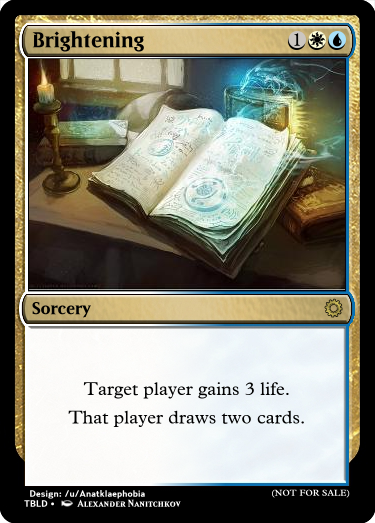 Brightening 1
Sorcery
Target player gains 3 life.
That player draws two cards.
Design: /u/Anatklaephobia
TBLD • Alexander Nanitchkov
(NOT FOR SALE)